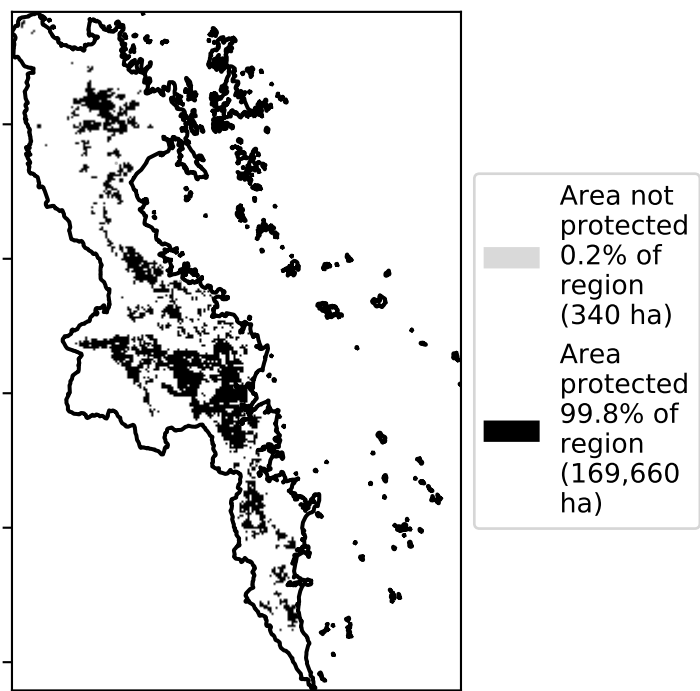 Area not
protected
0.2% of
region
(340 ha)
Area
protected
99.8% of
region
(169,660
ha)